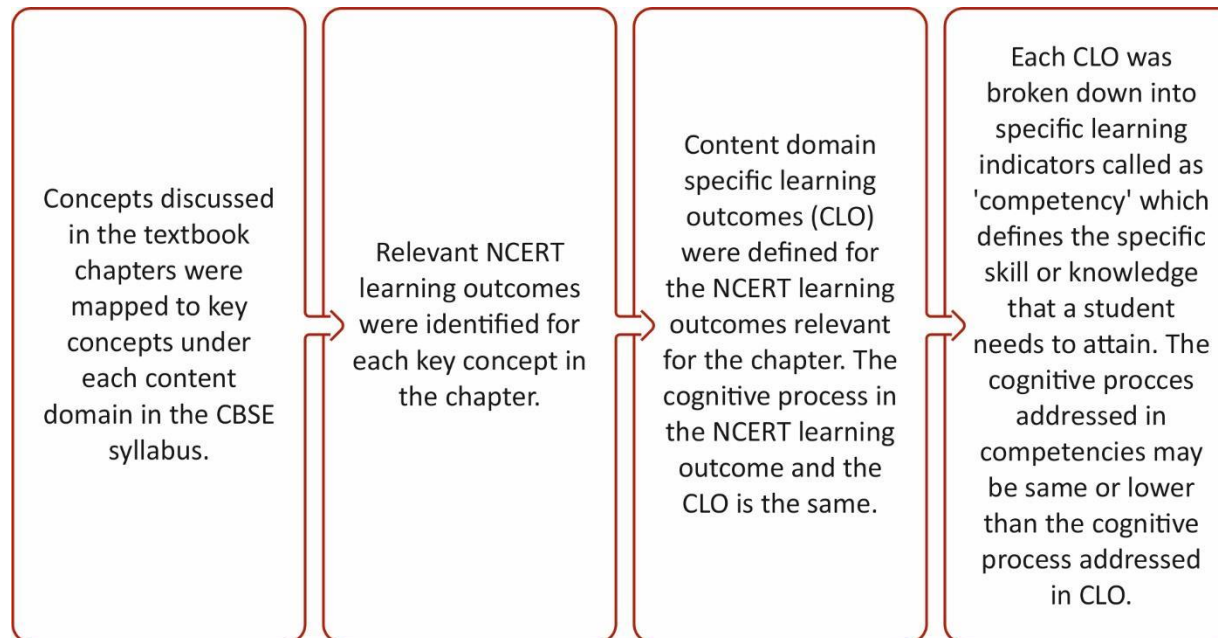 Concepts discussed
in the textbook
chapters were
mapped to key
concepts under
each content
domain in the CBSE
syllabus.
Relevant NCERT
learning outcomes
were identified for
each key concept in
the chapter.
Content domain
specific learning
outcomes (CLO)
were defined for
the NCERT learning
outcomes relevant
for the chapter. The
cognitive process in
the NCERT learning
outcome and the
CLO is the same.
Each CLO was
broken down into
specific learning
indicators called as
'competency' which
defines the specific
skill or knowledge
that a student
needs to attain. The
cognitive procces
addressed in
competencies may
be same or lower
than the cognitive
process addressed
in CLO.